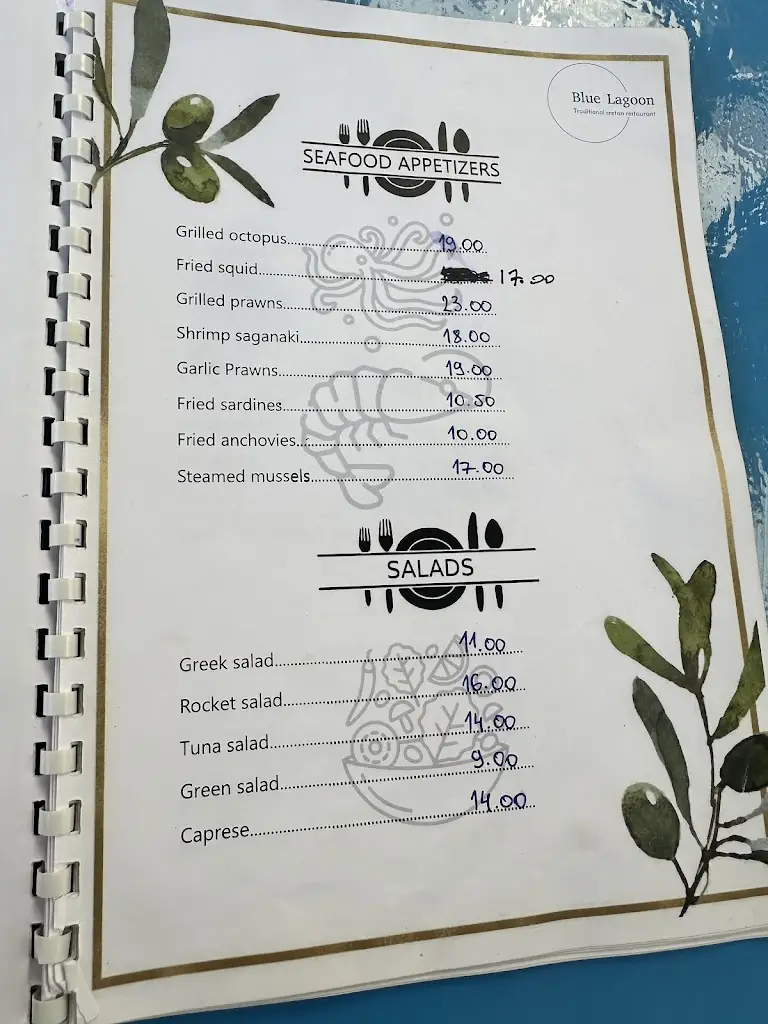 Blue Lagoon
Traditional cretan restaurant
SEAFOOD APPETIZERS
Grilled octopus 19.00
Fried squid 17.00
Grilled prawns 23.00
Shrimp saganaki 18.00
Garlic Prawns 19.00
Fried sardines 10.50
Fried anchovies 10.00
Steamed mussels 17.00
SALADS
Greek salad 11.00
Rocket salad 16.00
Tuna salad 14.00
Green salad 9.00
Caprese 14.00